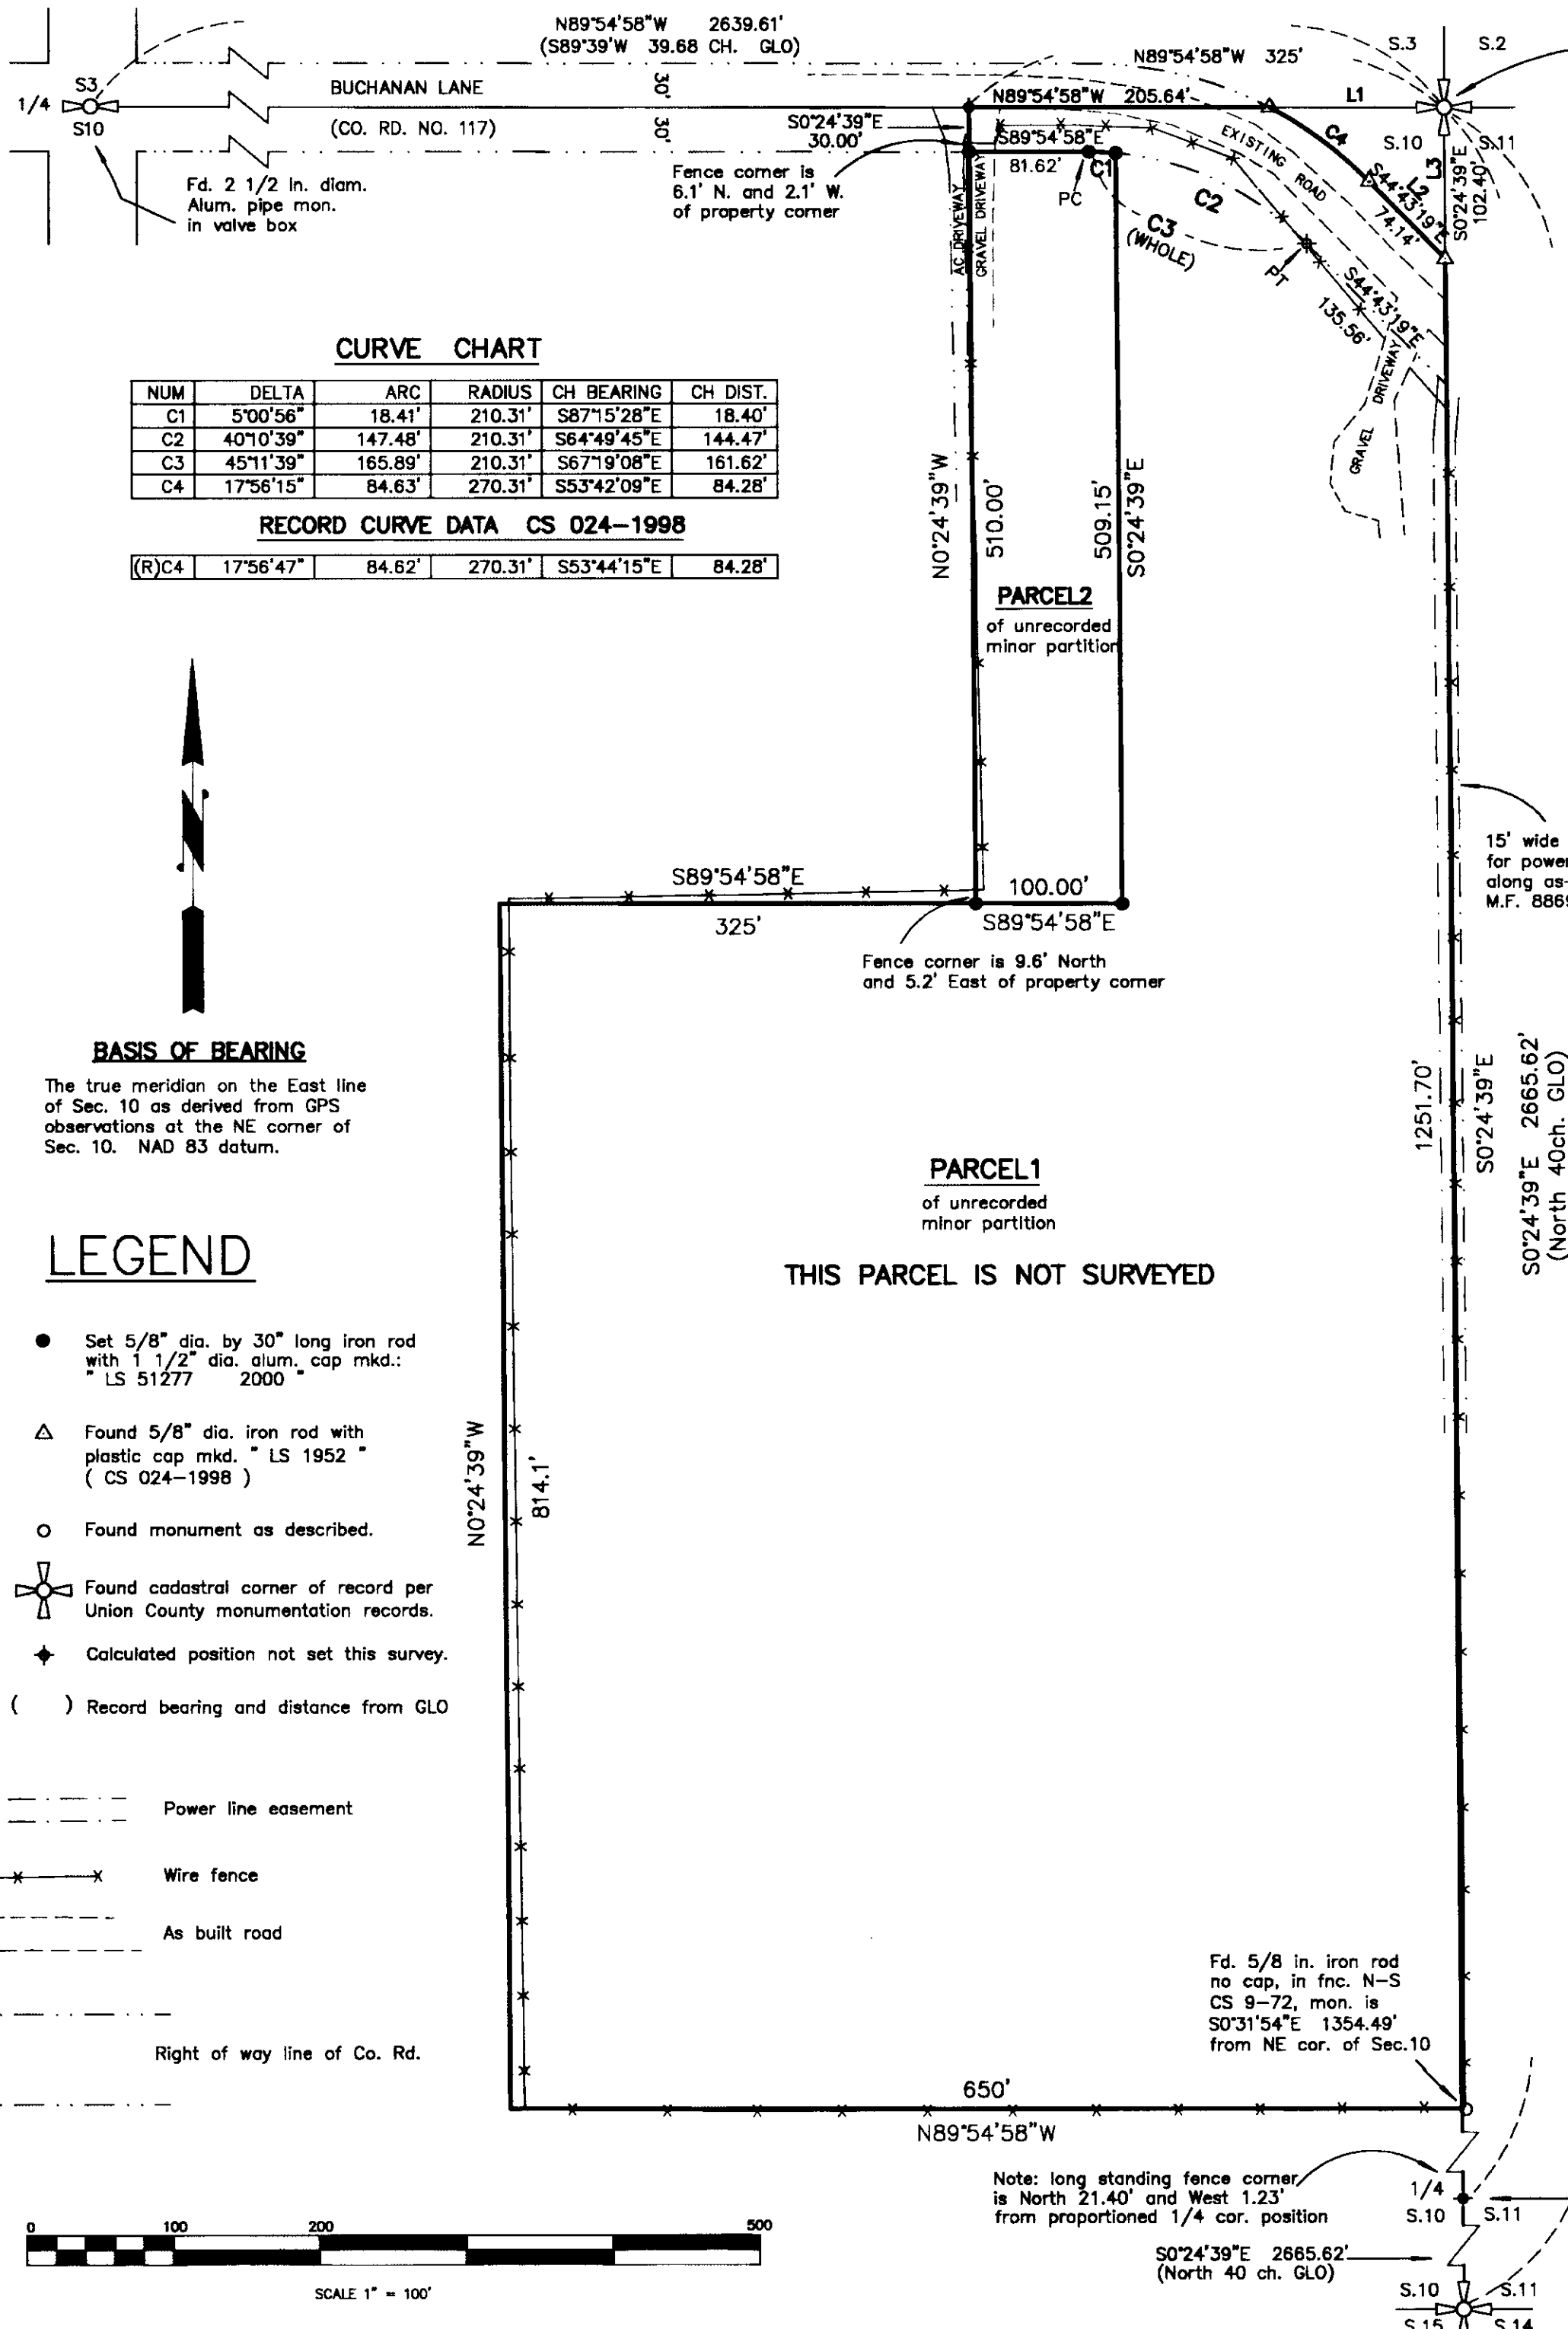 N89°54'58"W 2639.61'
(S89°39'W 39.68 CH. GLO)
N89°54'58"W 325'
S.3
S.2
S3
1/4
S10
BUCHANAN LANE
(CO. RD. NO. 117)
30'
30'
N89°54'58"W 205.64'
L1
S0°24'39"E
30.00'
S89°54'58"E
81.62'
C1
PC
C2
C3
(WHOLE)
PT
EXISTING
ROAD
C4
S.10
S.11
L2
S44°43'19"E
74.14'
L3
S0°24'39"E
102.40'
S44°43'19"E
135.56'
Fd. 2 1/2 in. diam.
Alum. pipe mon.
in valve box
Fence corner is
6.1' N. and 2.1' W.
of property corner
AC DRIVEWAY
GRAVEL DRIVEWAY
GRAVEL DRIVEWAY
CURVE CHART
NUM DELTA ARC RADIUS CH BEARING CH DIST.
C1 5°00'56" 18.41' 210.31' S87°15'28"E 18.40'
C2 40°10'39" 147.48' 210.31' S64°49'45"E 144.47'
C3 45°11'39" 165.89' 210.31' S67°19'08"E 161.62'
C4 17°56'15" 84.63' 270.31' S53°42'09"E 84.28'
RECORD CURVE DATA CS 024-1998
(R)C4 17°56'47" 84.62' 270.31' S53°44'15"E 84.28'
N0°24'39"W
510.00'
509.15'
S0°24'39"E
PARCEL2
of unrecorded
minor partition
N
15' wide
for power
along as-
M.F. 886
S89°54'58"E
325'
100.00'
S89°54'58"E
Fence corner is 9.6' North
and 5.2' East of property corner
BASIS OF BEARING
The true meridian on the East line
of Sec. 10 as derived from GPS
observations at the NE corner of
Sec. 10. NAD 83 datum.
1251.70'
S0°24'39"E
S0°24'39"E 2665.62'
(North 40ch. GLO)
PARCEL1
of unrecorded
minor partition
THIS PARCEL IS NOT SURVEYED
LEGEND
Set 5/8" dia. by 30" long iron rod
with 1 1/2" dia. alum. cap mkd.:
" LS 51277 2000 "
Found 5/8" dia. iron rod with
plastic cap mkd. " LS 1952 "
( CS 024-1998 )
Found monument as described.
Found cadastral corner of record per
Union County monumentation records.
Calculated position not set this survey.
( ) Record bearing and distance from GLO
N0°24'39"W
814.1'
Power line easement
Wire fence
As built road
Right of way line of Co. Rd.
Fd. 5/8 in. iron rod
no cap, in fnc. N-S
CS 9-72, mon. is
S0°31'54"E 1354.49'
from NE cor. of Sec.10
650'
N89°54'58"W
Note: long standing fence corner
is North 21.40' and West 1.23'
from proportioned 1/4 cor. position
1/4
S.10
S.11
S0°24'39"E 2665.62'
(North 40 ch. GLO)
S.10
S.11
S.15
S.14
0 100 200 500
SCALE 1" = 100'